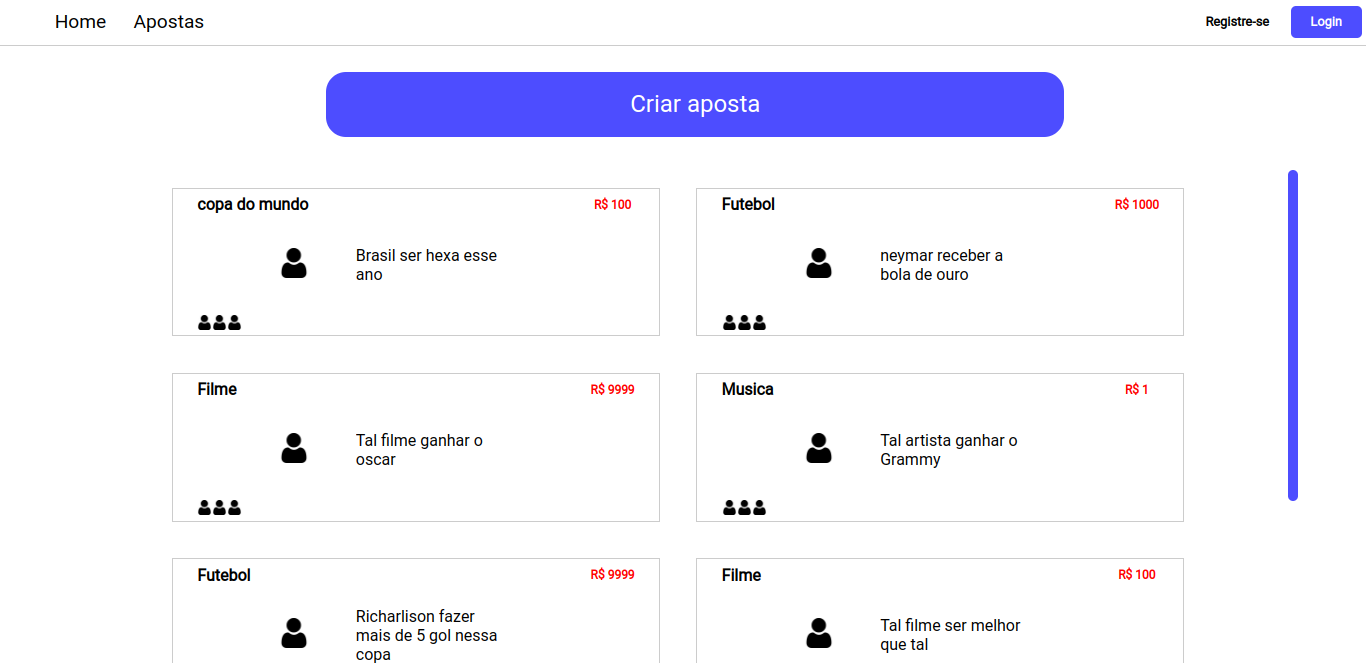 Home Apostas Registre-se Login
Criar aposta
copa do mundo R$ 100
Brasil ser hexa esse
ano
Futebol R$ 1000
neymar receber a
bola de ouro
Filme R$ 9999
Tal filme ganhar o
oscar
Musica R$ 1
Tal artista ganhar o
Grammy
Futebol R$ 9999
Richarlison fazer
mais de 5 gol nessa
copa
Filme R$ 100
Tal filme ser melhor
que tal